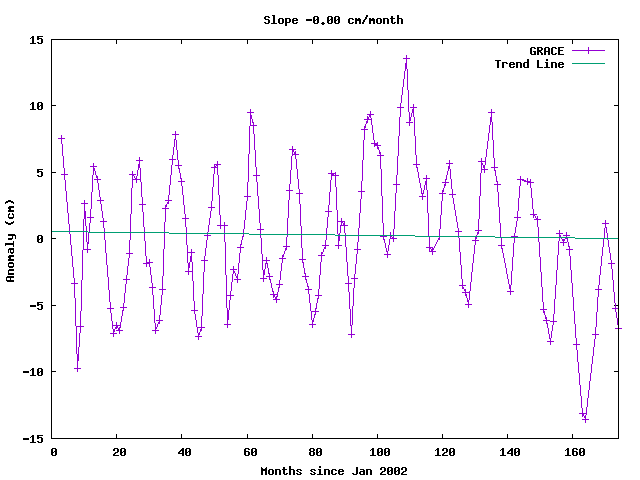 Slope -0.00 cm/month
GRACE
Trend Line
15
10
5
0
-5
-10
-15
Anomaly (cm)
0 20 40 60 80 100 120 140 160
Months since Jan 2002